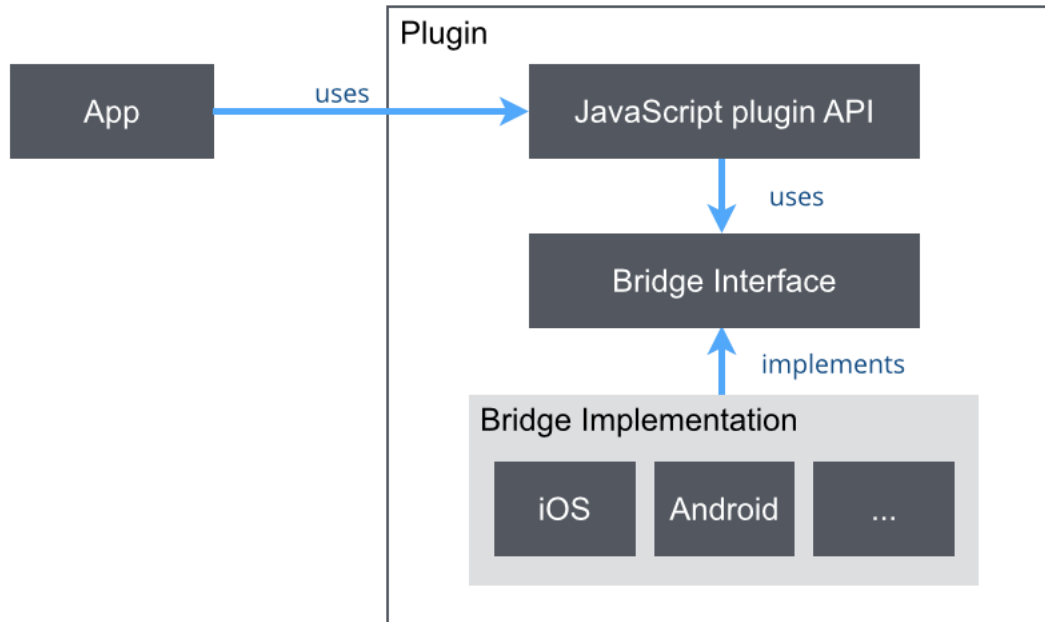 Plugin
App
uses
JavaScript plugin API
uses
Bridge Interface
implements
Bridge Implementation
iOS
Android
...